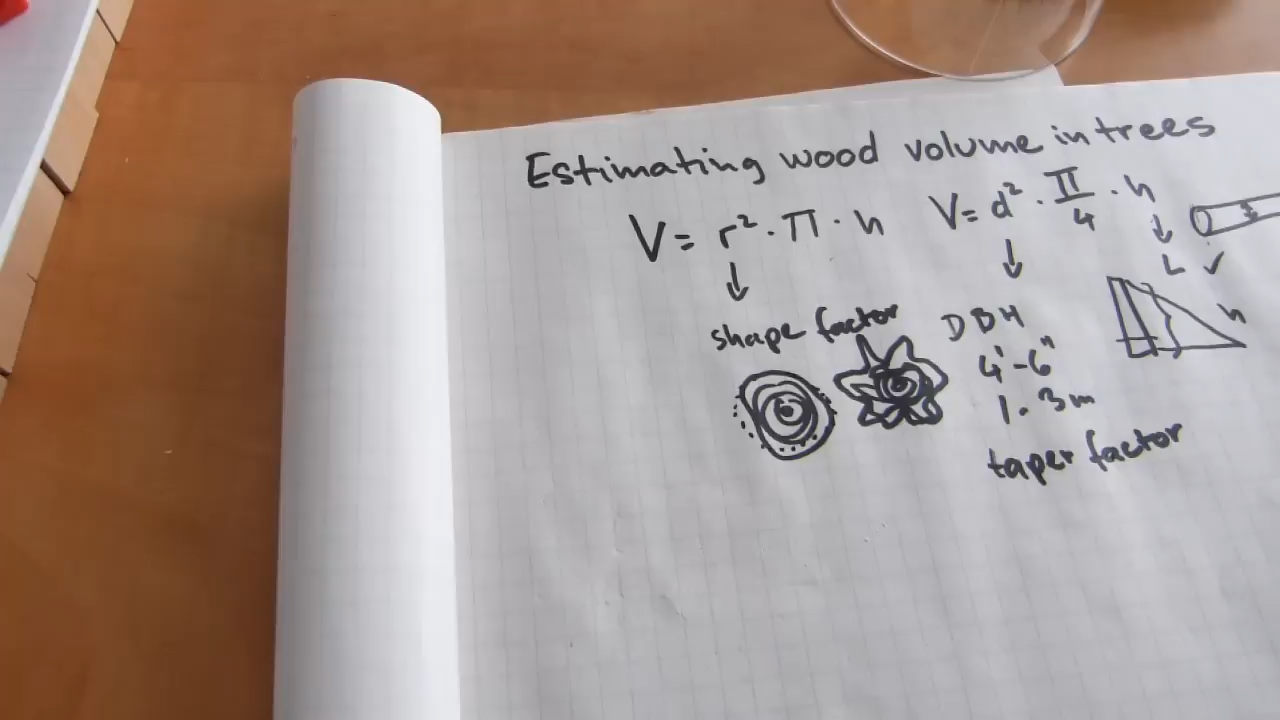 Estimating wood volume in trees
V = r² · π · h
V = d² · π/4 · h
L ✓
shape factor
DBH
h
4'-6"
1.3m
taper factor